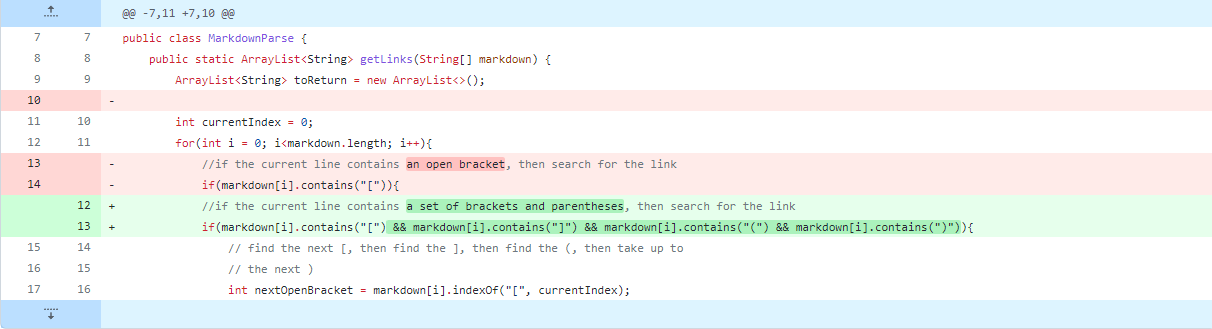 @@ -7,11 +7,10 @@
7 7 public class MarkdownParse {
8 8 public static ArrayList<String> getLinks(String[] markdown) {
9 9 ArrayList<String> toReturn = new ArrayList<>();
10 -
11 10 int currentIndex = 0;
12 11 for(int i = 0; i<markdown.length; i++){
13 - //if the current line contains an open bracket, then search for the link
14 - if(markdown[i].contains("[")){
12 + //if the current line contains a set of brackets and parentheses, then search for the link
13 + if(markdown[i].contains("[") && markdown[i].contains("]") && markdown[i].contains("(") && markdown[i].contains(")")){
15 14 // find the next [, then find the ], then find the (, then take up to
16 15 // the next )
17 16 int nextOpenBracket = markdown[i].indexOf("[", currentIndex);